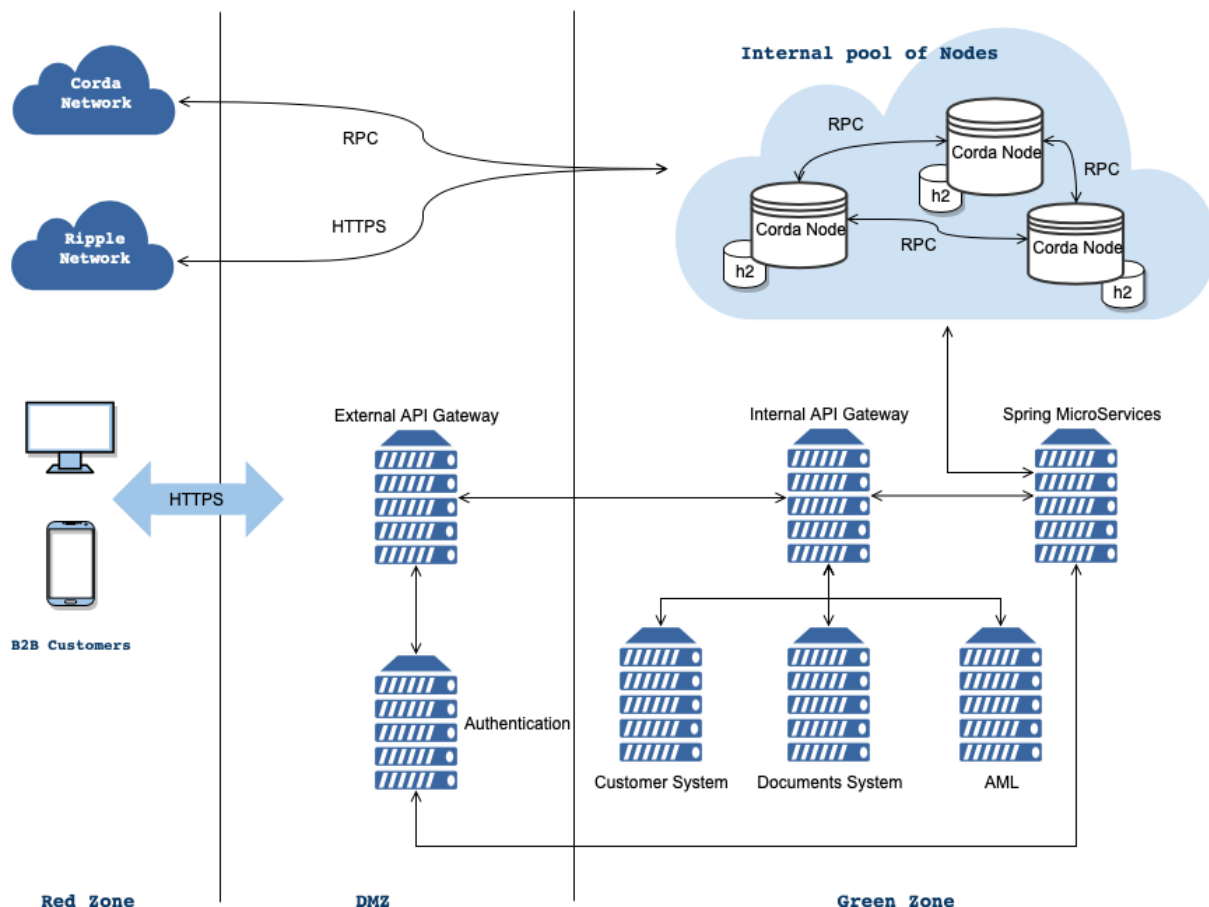 Internal pool of Nodes
Corda
Network
RPC
RPC
Corda Node
RPC
h2
Ripple
Network
HTTPS
Corda Node
RPC
Corda Node
h2
h2
External API Gateway
Internal API Gateway
Spring MicroServices
HTTPS
B2B Customers
Authentication
Customer System
Documents System
AML
Red Zone
DMZ
Green Zone